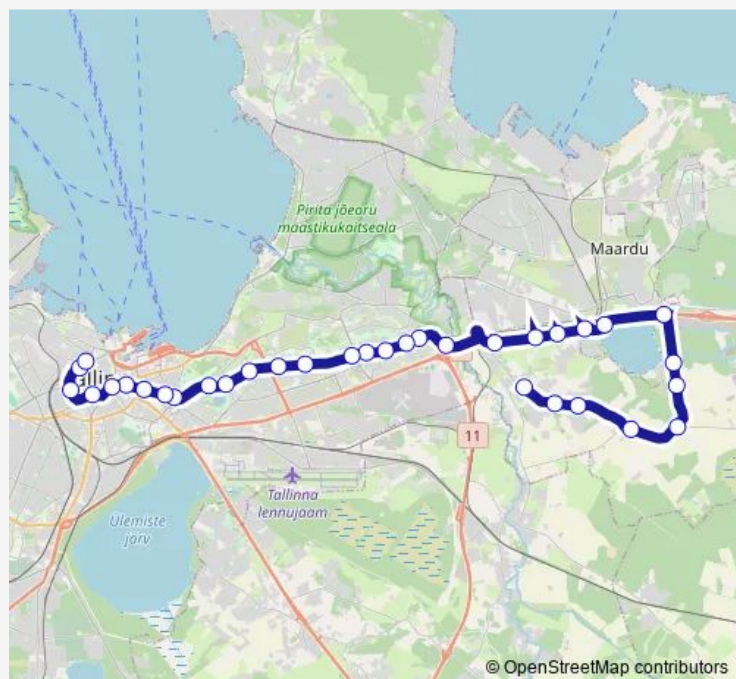 Pirita jõeoru
maastikukaitseala
Maardu
11
Tallinna
lennujaam
Ülemiste
järv
© OpenStreetMap contributors